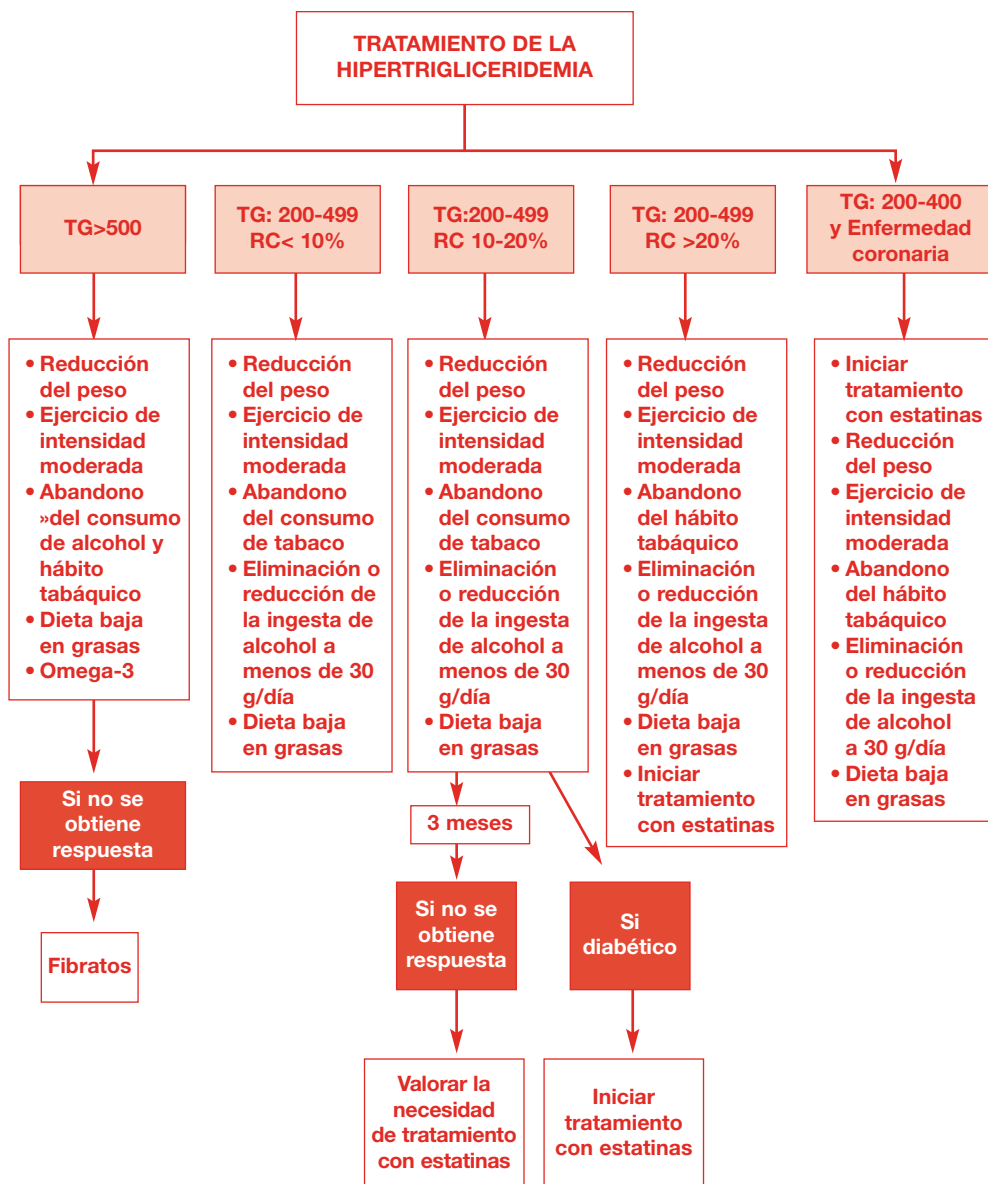 TRATAMIENTO DE LA
HIPERTRIGLICERIDEMIA
TG>500
TG: 200-499
RC< 10%
TG:200-499
RC 10-20%
TG: 200-499
RC >20%
TG: 200-400
y Enfermedad
coronaria
• Reducción
del peso
• Ejercicio de
intensidad
moderada
• Abandono
»del consumo
de alcohol y
hábito
tabáquico
• Dieta baja
en grasas
• Omega-3
Si no se
obtiene
respuesta
Fibratos
• Reducción
del peso
• Ejercicio de
intensidad
moderada
• Abandono
del consumo
de tabaco
• Eliminación o
reducción de
la ingesta de
alcohol a
menos de 30
g/día
• Dieta baja
en grasas
• Reducción
del peso
• Ejercicio de
intensidad
moderada
• Abandono
del consumo
de tabaco
• Eliminación
o reducción
de la ingesta
de alcohol a
menos de 30
g/día
• Dieta baja
en grasas
3 meses
Si no se
obtiene
respuesta
Valorar la
necesidad
de tratamiento
con estatinas
Si
diabético
Iniciar
tratamiento
con estatinas
• Reducción
del peso
• Ejercicio de
intensidad
moderada
• Abandono
del hábito
tabáquico
• Eliminación
o reducción
de la ingesta
de alcohol a
menos de 30
g/día
• Dieta baja
en grasas
• Iniciar
tratamiento
con estatinas
• Iniciar
tratamiento
con estatinas
• Reducción
del peso
• Ejercicio de
intensidad
moderada
• Abandono
del hábito
tabáquico
• Eliminación
o reducción
de la ingesta
de alcohol
a 30 g/día
• Dieta baja
en grasas